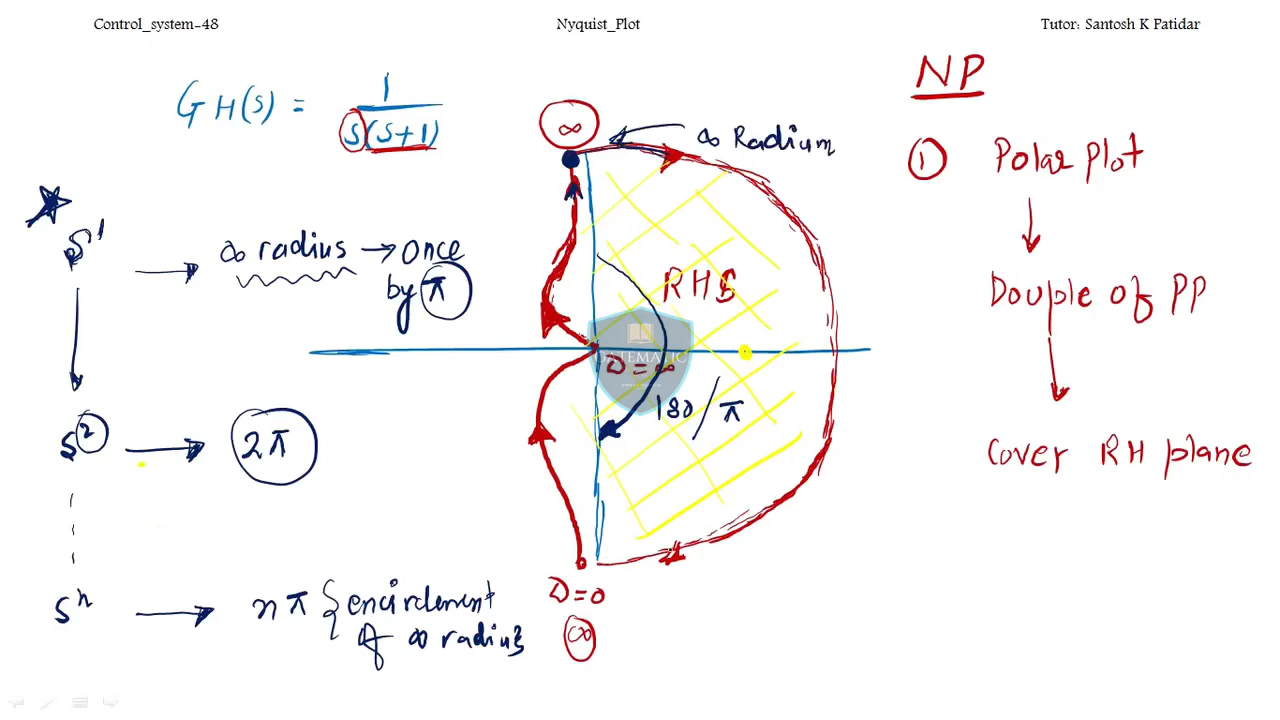 Control_system-48
Nyquist_Plot
Tutor: Santosh K Patidar
GH(s) = 1 / s(s+1)
NP
∞
∞ Radium
① Polar plot
↓
Douple of PP
↓
Cover RH plane
s¹ → ∞ radius → once
by π
RHS
ω = ∞
180/π
s² → 2π
sⁿ → nπ { encirclement
of ∞ radius
ω = 0
∞